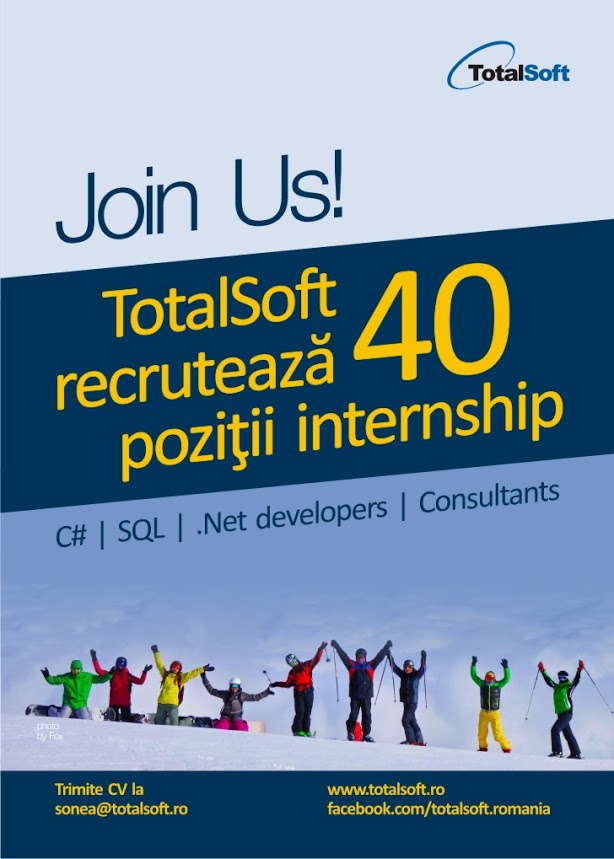 TotalSoft
Join Us!
TotalSoft
recrutează 40
poziţii internship
C# | SQL | .Net developers | Consultants
photo
by Fox
Trimite CV la
sonea@totalsoft.ro
www.totalsoft.ro
facebook.com/totalsoft.romania